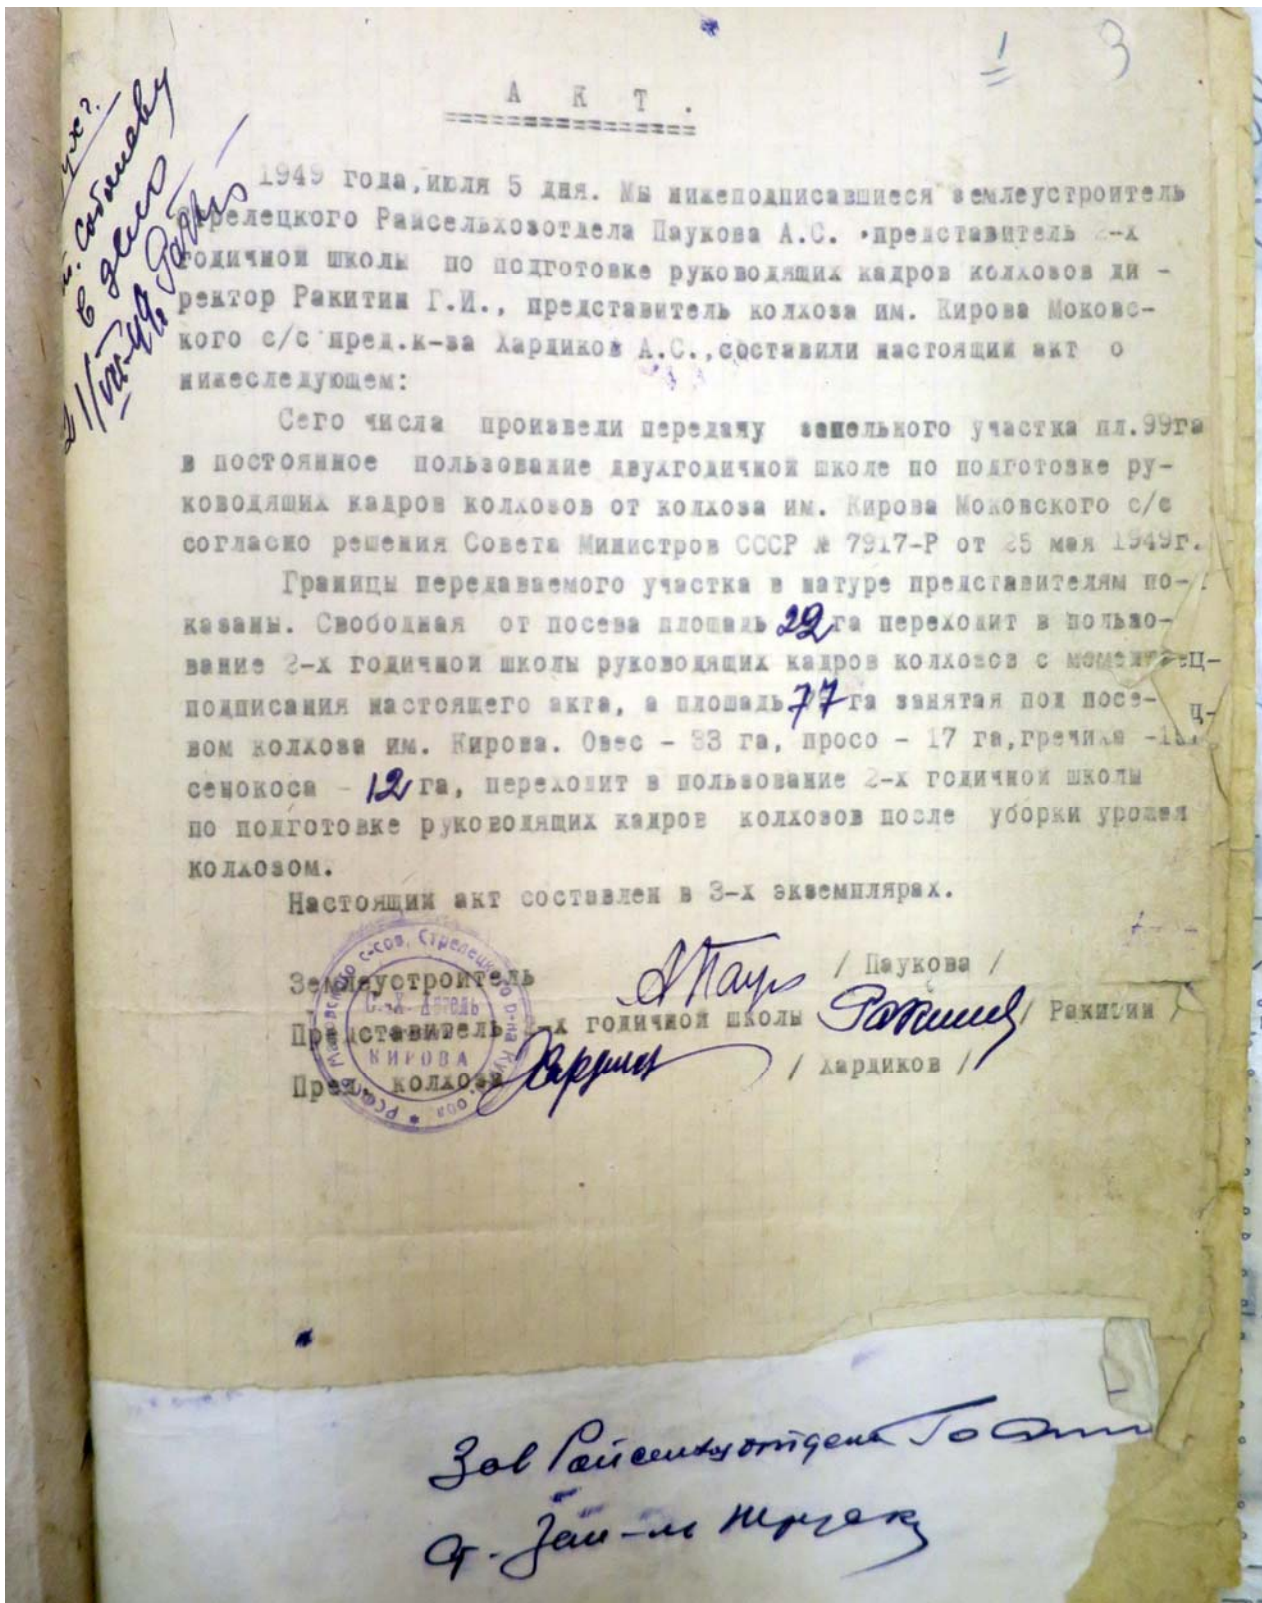 3
А К Т .
1949 года, июля 5 дня. Мы нижеподписавшиеся землеустроитель
Стрелецкого Райсельхозотдела Паукова А.С. представитель 2-х
годичной школы по подготовке руководящих кадров колхозов ди -
ректор Ракитин Г.И., представитель колхоза им. Кирова Моковс-
кого с/с пред.к-за Хардиков А.С., составили настоящий акт о
нижеследующем:
Сего числа произвели передачу земельного участка пл.99га
в постоянное пользование двухгодичной школе по подготовке ру-
ководящих кадров колхозов от колхоза им. Кирова Моковского с/с
согласно решения Совета Министров СССР № 7917-Р от 25 мая 1949г.
Границы передаваемого участка в натуре представителям по-
казаны. Свободная от посева площадь 22 га переходит в пользо-
вание 2-х годичной школы руководящих кадров колхозов с
подписания настоящего акта, а площадь 77 га занятая под посе-
вом колхоза им. Кирова. Овес - 33 га, просо - 17 га, гречиха -
сенокоса - 12 га, переходит в пользование 2-х годичной школы
по подготовке руководящих кадров колхозов после уборки урожая
колхозом.
Настоящий акт составлен в 3-х экземплярах.
Землеустроитель / Паукова /
Представитель 2-х годичной школы / Ракитин /
Пред. колхоза / Хардиков /
С.-Х. Артель
КИРОВА
Зав Райсельхозотдела
Ст. Зем-м